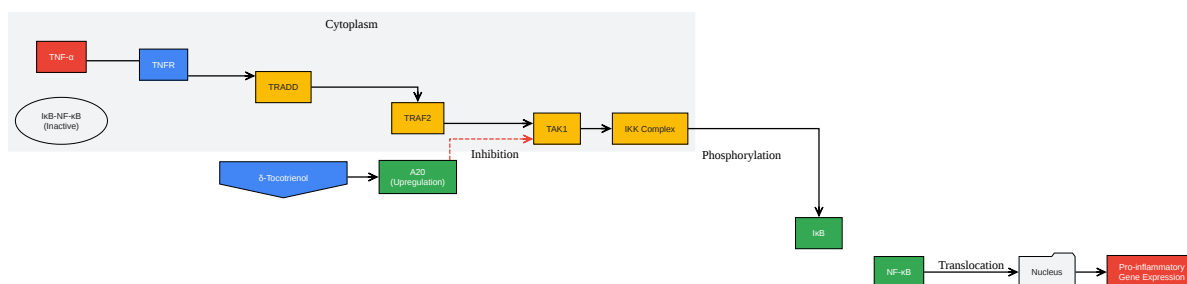 Cytoplasm
TNF-α
TNFR
TRADD
IκB-NF-κB
(Inactive)
TRAF2
TAK1
IKK Complex
Inhibition
Phosphorylation
δ-Tocotrienol
A20
(Upregulation)
IκB
NF-κB
Translocation
Nucleus
Pro-inflammatory
Gene Expression